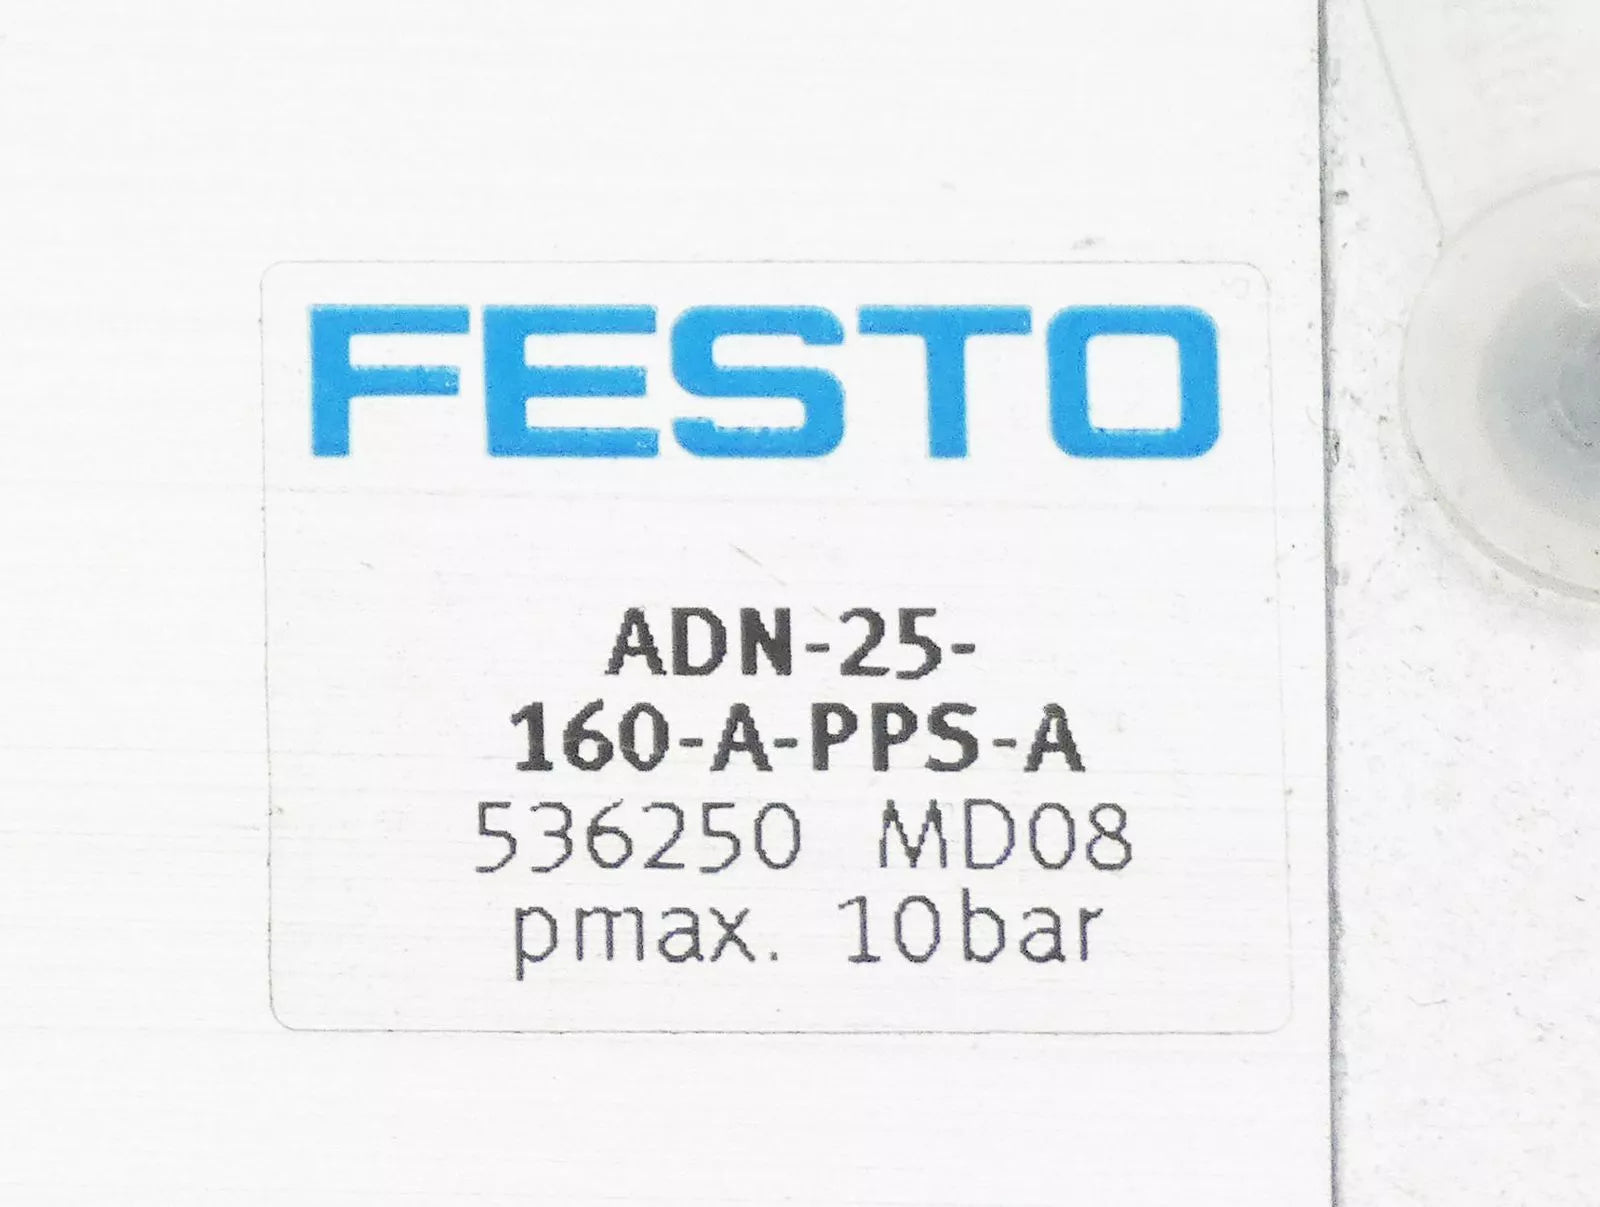 FESTO
ADN-25-
160-A-PPS-A
536250 MD08
pmax. 10bar